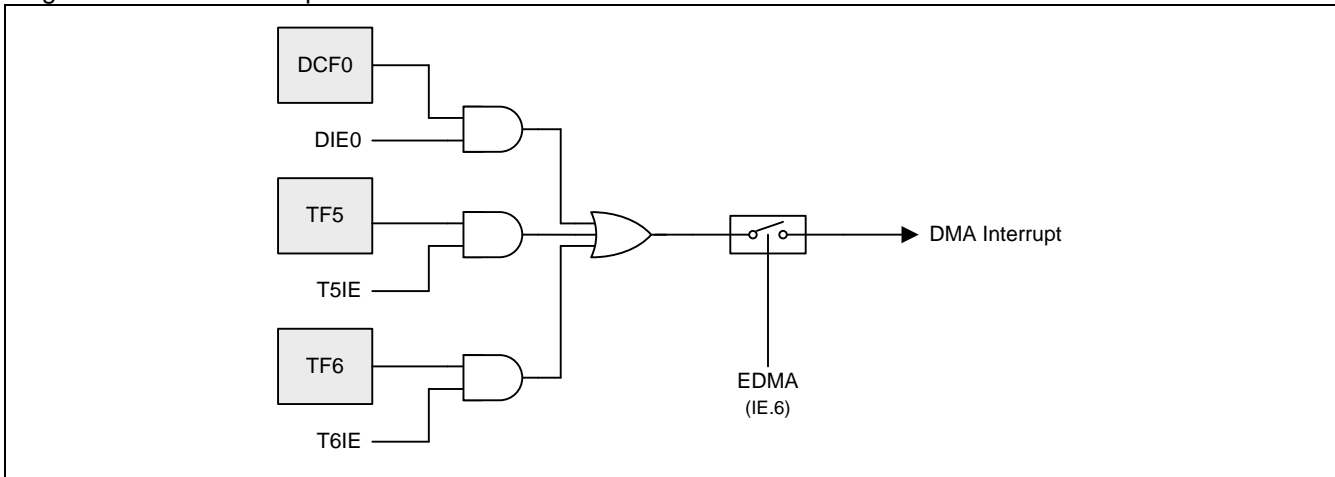 DCF0
DIE0
TF5
T5IE
TF6
T6IE
DMA Interrupt
EDMA
(IE.6)